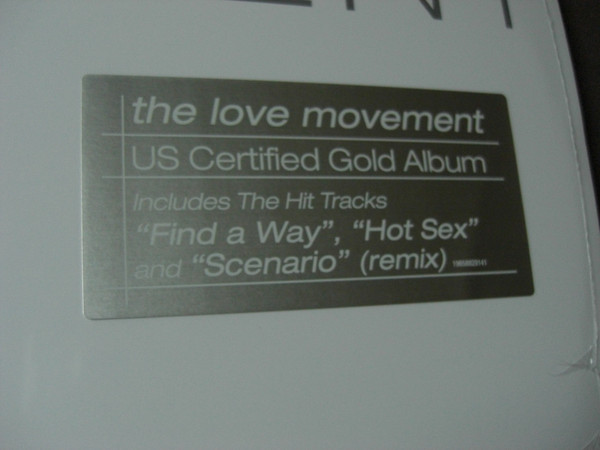 the love movement
US Certified Gold Album
Includes The Hit Tracks
"Find a Way", "Hot Sex"
and "Scenario" (remix)